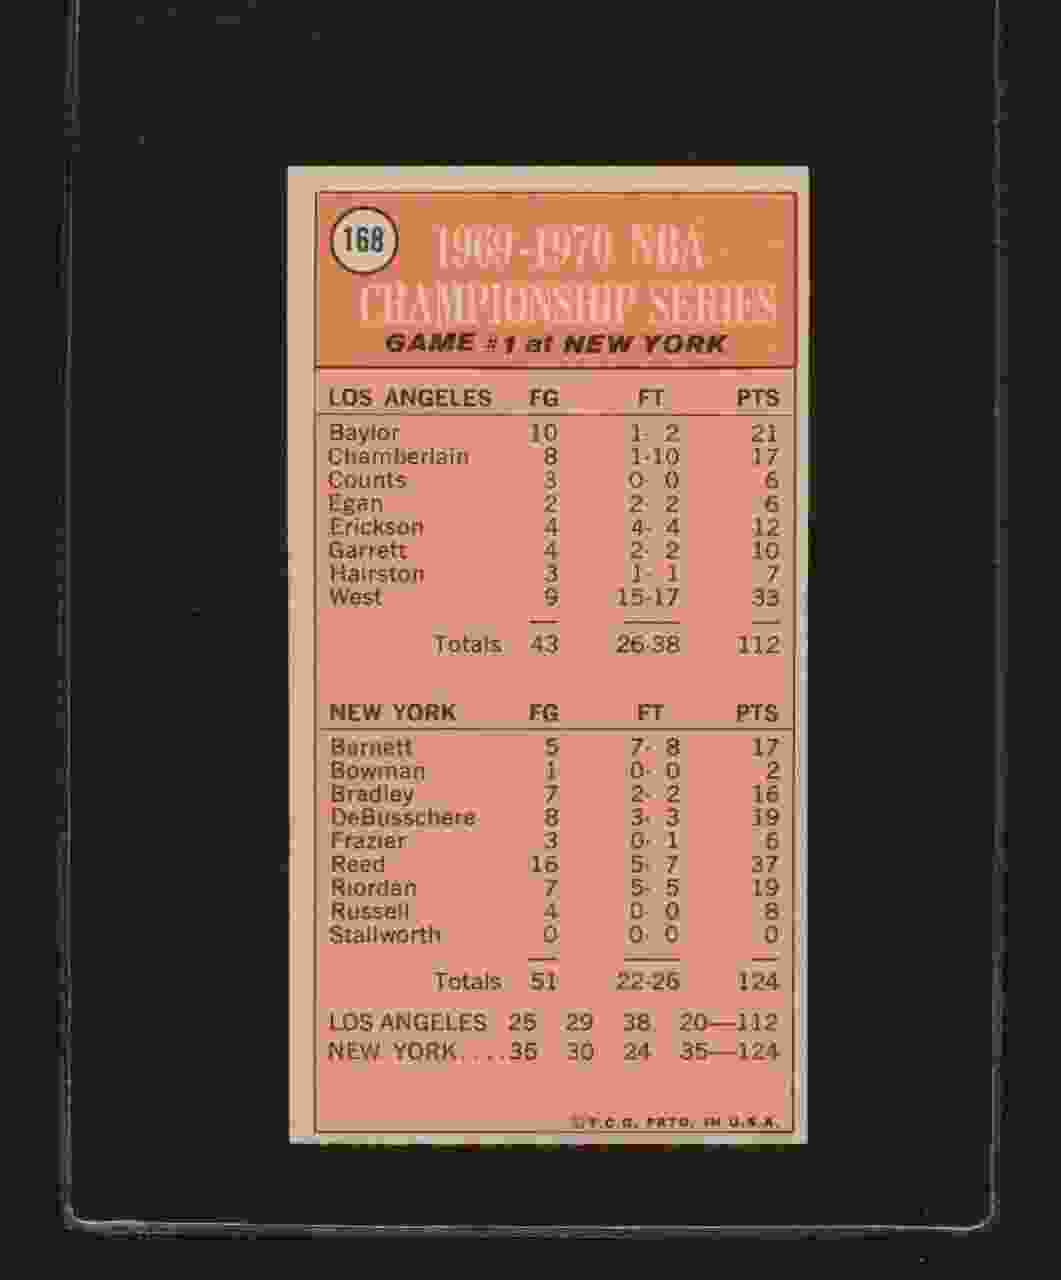 168
1969-1970 NBA
CHAMPIONSHIP SERIES
GAME #1 at NEW YORK
LOS ANGELES FG FT PTS
Baylor 10 1- 2 21
Chamberlain 8 1-10 17
Counts 3 0- 0 6
Egan 2 2- 2 6
Erickson 4 4- 4 12
Garrett 4 2- 2 10
Hairston 3 1- 1 7
West 9 15-17 33
Totals 43 26-38 112
NEW YORK FG FT PTS
Barnett 5 7- 8 17
Bowman 1 0- 0 2
Bradley 7 2- 2 16
DeBusschere 8 3- 3 19
Frazier 3 0- 1 6
Reed 16 5- 7 37
Riordan 7 5- 5 19
Russell 4 0- 0 8
Stallworth 0 0- 0 0
Totals 51 22-26 124
LOS ANGELES 25 29 38 20—112
NEW YORK....35 30 24 35—124
©T.C.G. PRTD. IN U.S.A.